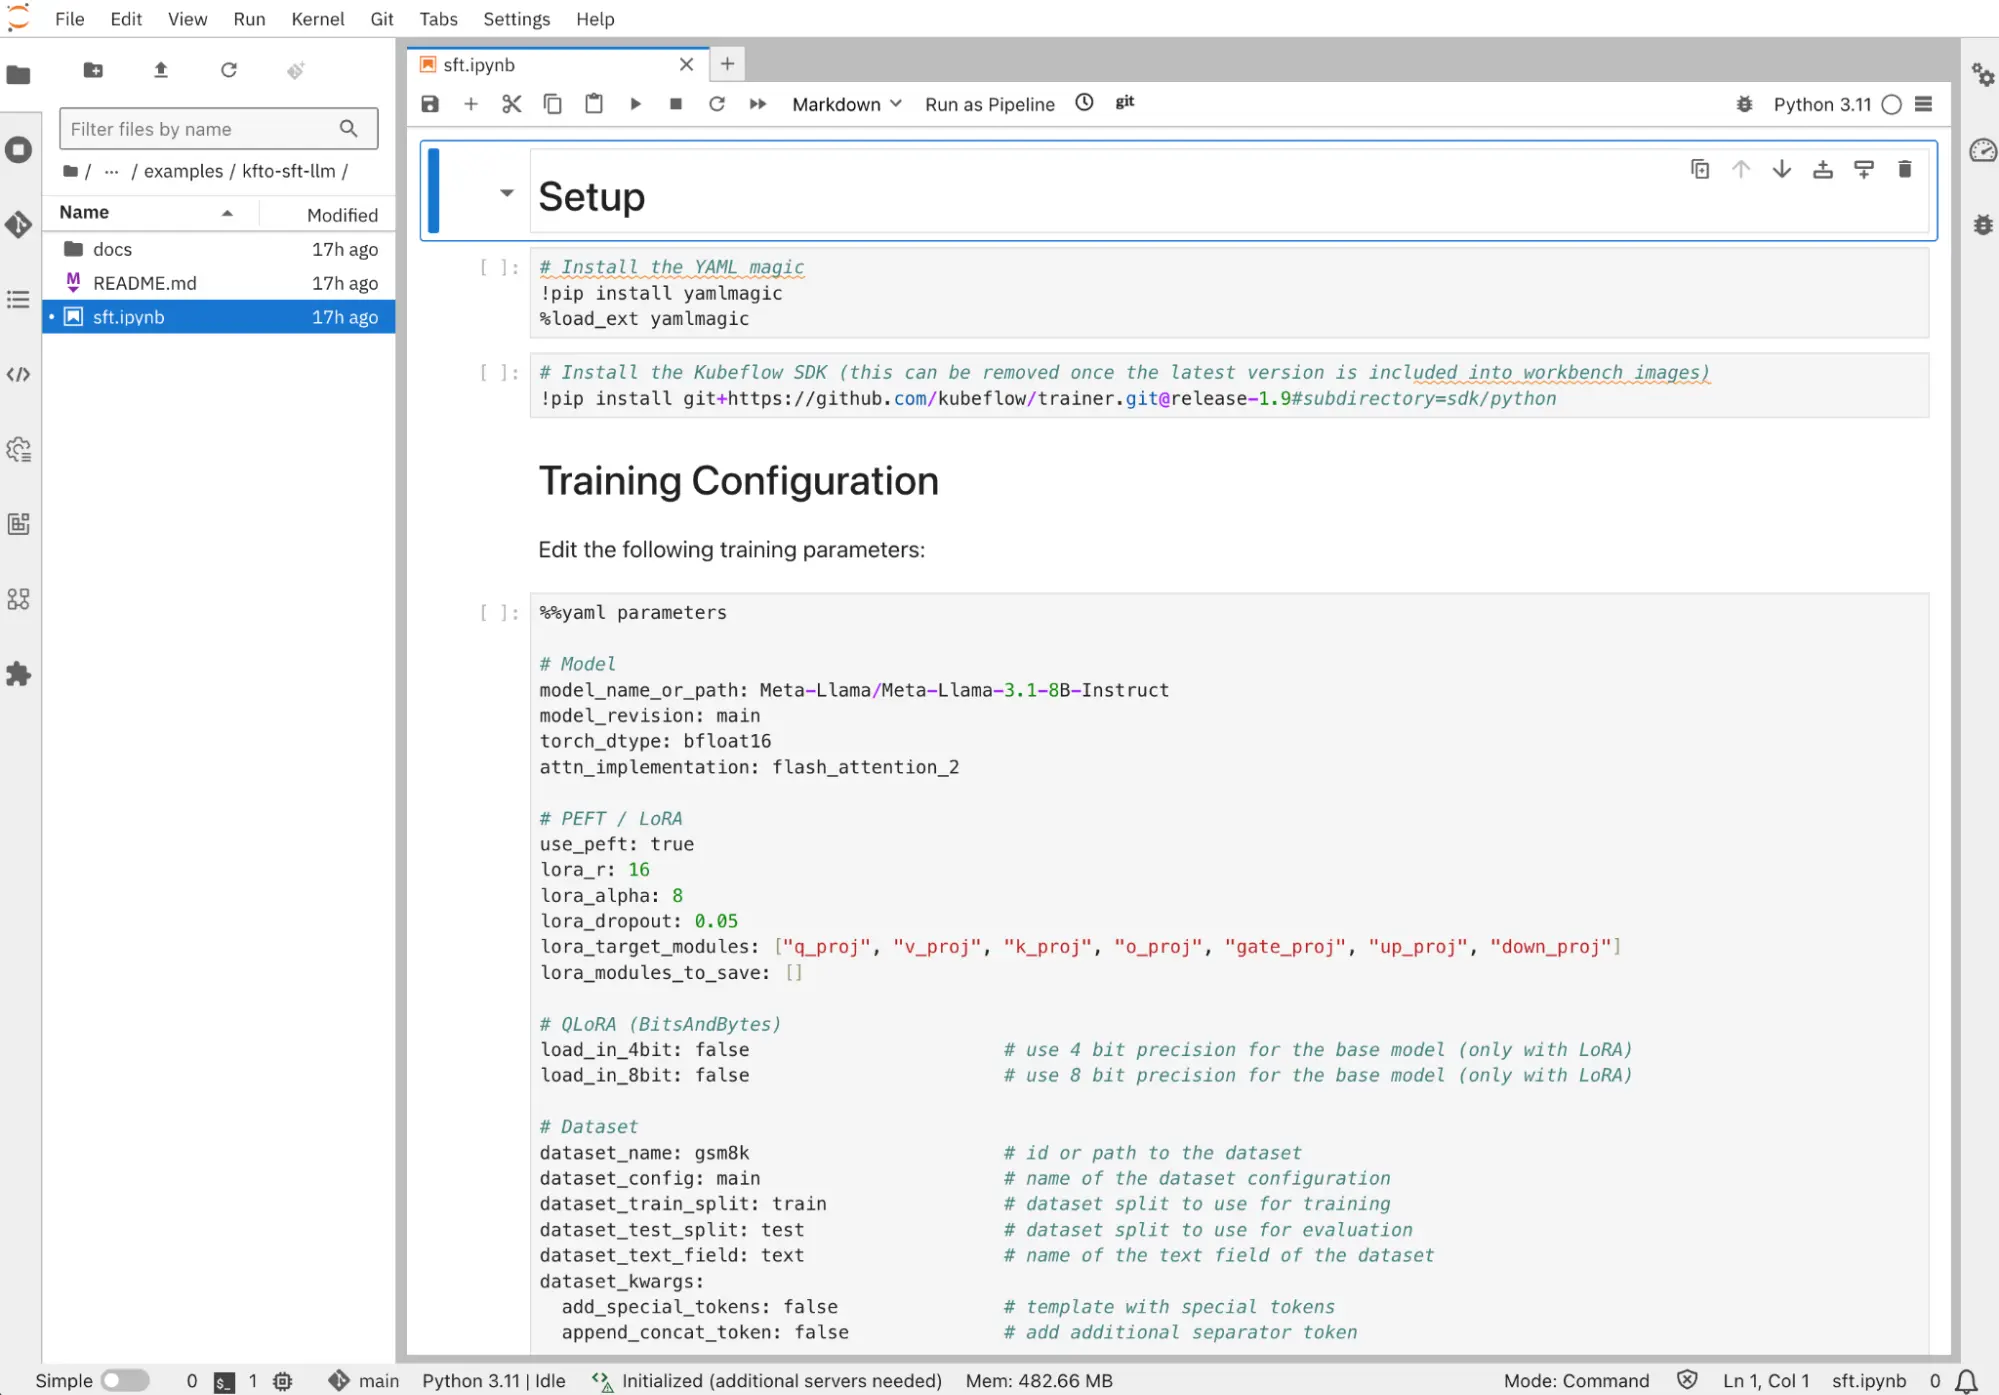 File Edit View Run Kernel Git Tabs Settings Help
sft.ipynb
Markdown Run as Pipeline git Python 3.11
Filter files by name
/ ··· / examples / kfto-sft-llm /
Name Modified
docs 17h ago
README.md 17h ago
sft.ipynb 17h ago
Setup
[ ]: # Install the YAML magic
!pip install yamlmagic
%load_ext yamlmagic
[ ]: # Install the Kubeflow SDK (this can be removed once the latest version is included into workbench images)
!pip install git+https://github.com/kubeflow/trainer.git@release-1.9#subdirectory=sdk/python
Training Configuration
Edit the following training parameters:
[ ]: %%yaml parameters
# Model
model_name_or_path: Meta-Llama/Meta-Llama-3.1-8B-Instruct
model_revision: main
torch_dtype: bfloat16
attn_implementation: flash_attention_2
# PEFT / LoRA
use_peft: true
lora_r: 16
lora_alpha: 8
lora_dropout: 0.05
lora_target_modules: ["q_proj", "v_proj", "k_proj", "o_proj", "gate_proj", "up_proj", "down_proj"]
lora_modules_to_save: []
# QLoRA (BitsAndBytes)
load_in_4bit: false # use 4 bit precision for the base model (only with LoRA)
load_in_8bit: false # use 8 bit precision for the base model (only with LoRA)
# Dataset
dataset_name: gsm8k # id or path to the dataset
dataset_config: main # name of the dataset configuration
dataset_train_split: train # dataset split to use for training
dataset_test_split: test # dataset split to use for evaluation
dataset_text_field: text # name of the text field of the dataset
dataset_kwargs:
add_special_tokens: false # template with special tokens
append_concat_token: false # add additional separator token
Simple 0 $_ 1 main Python 3.11 | Idle Initialized (additional servers needed) Mem: 482.66 MB Mode: Command Ln 1, Col 1 sft.ipynb 0